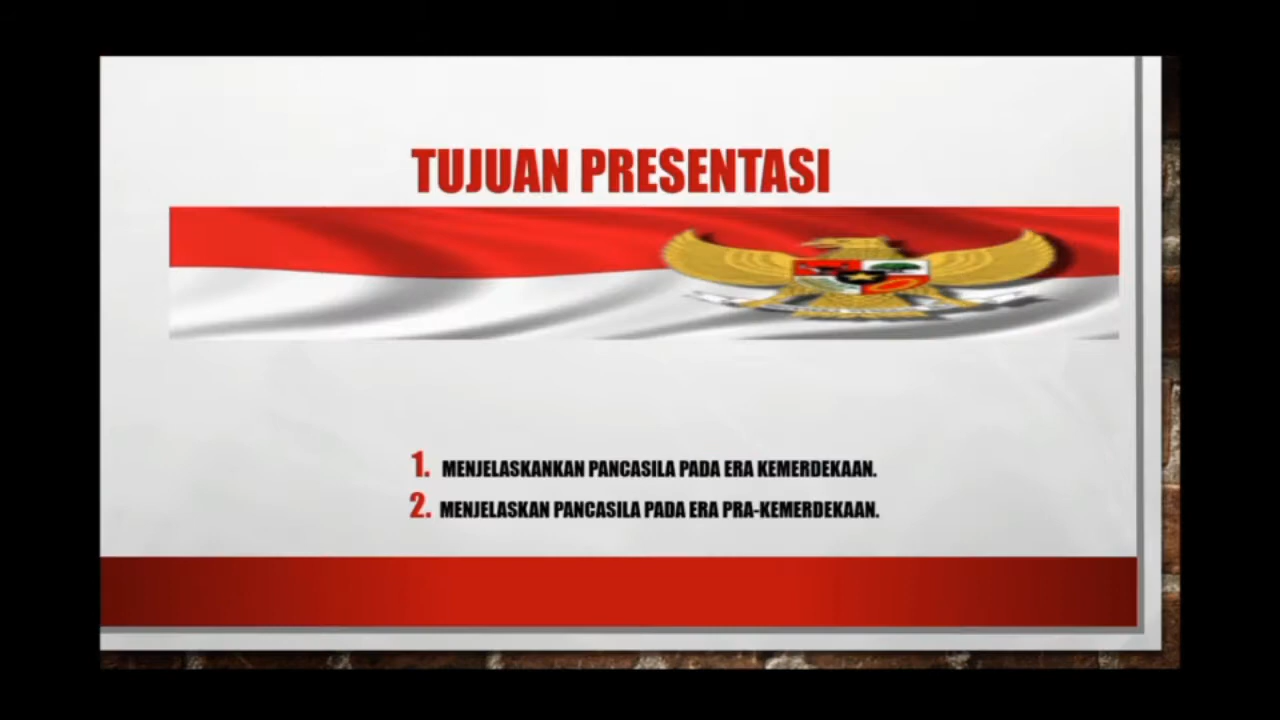 TUJUAN PRESENTASI
1. MENJELASKANKAN PANCASILA PADA ERA KEMERDEKAAN.
2. MENJELASKAN PANCASILA PADA ERA PRA-KEMERDEKAAN.